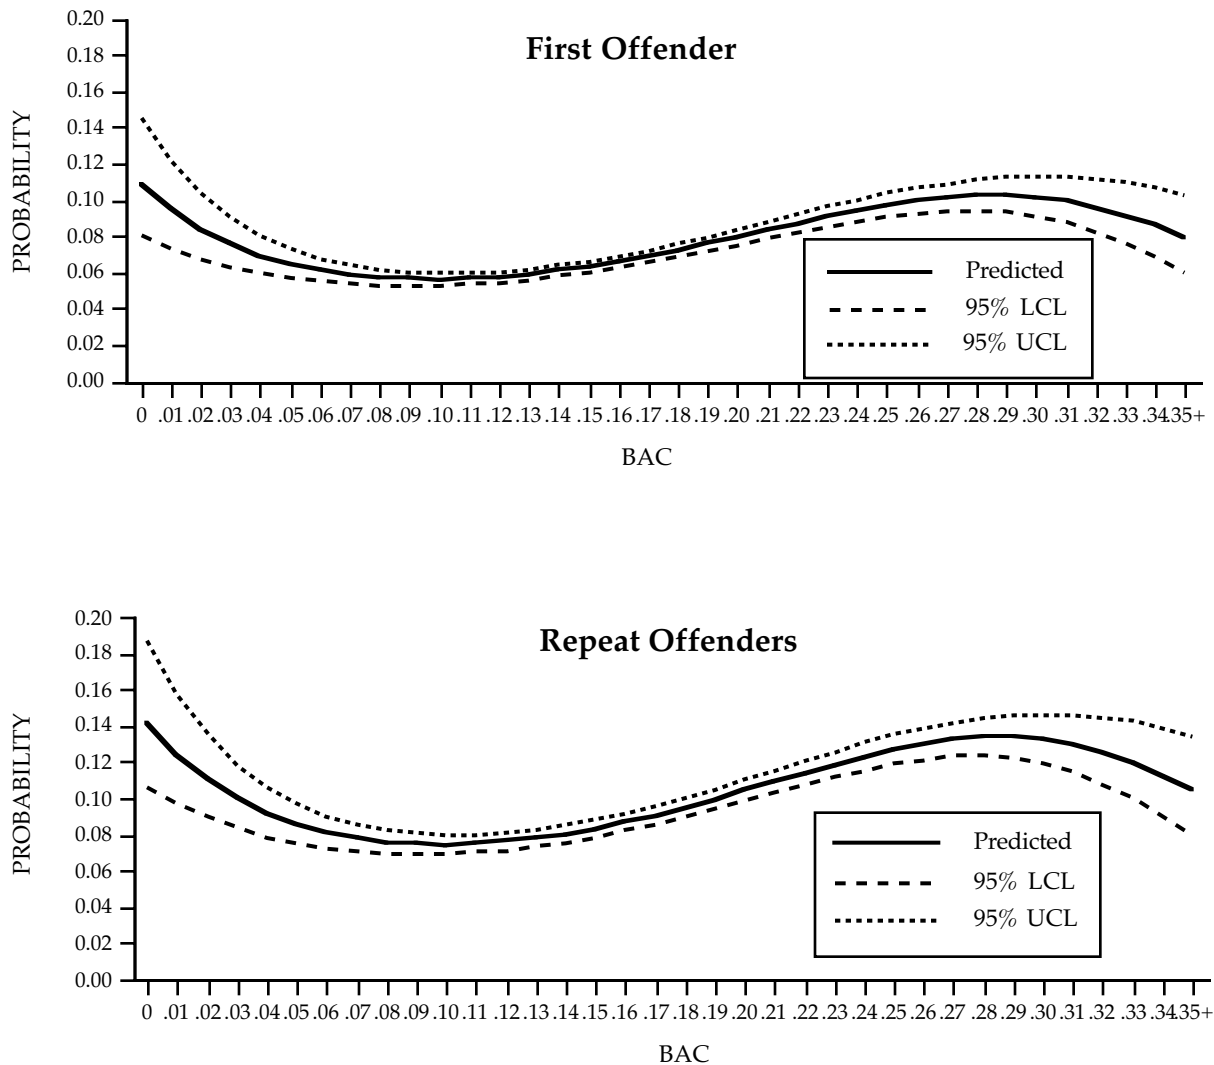 First Offender
PROBABILITY
0.20
0.18
0.16
0.14
0.12
0.10
0.08
0.06
0.04
0.02
0.00
Predicted
95% LCL
95% UCL
0 .01 .02 .03 .04 .05 .06 .07 .08 .09 .10 .11 .12 .13 .14 .15 .16 .17 .18 .19 .20 .21 .22 .23 .24 .25 .26 .27 .28 .29 .30 .31 .32 .33 .34 .35+
BAC
Repeat Offenders
PROBABILITY
0.20
0.18
0.16
0.14
0.12
0.10
0.08
0.06
0.04
0.02
0.00
Predicted
95% LCL
95% UCL
0 .01 .02 .03 .04 .05 .06 .07 .08 .09 .10 .11 .12 .13 .14 .15 .16 .17 .18 .19 .20 .21 .22 .23 .24 .25 .26 .27 .28 .29 .30 .31 .32 .33 .34 .35+
BAC